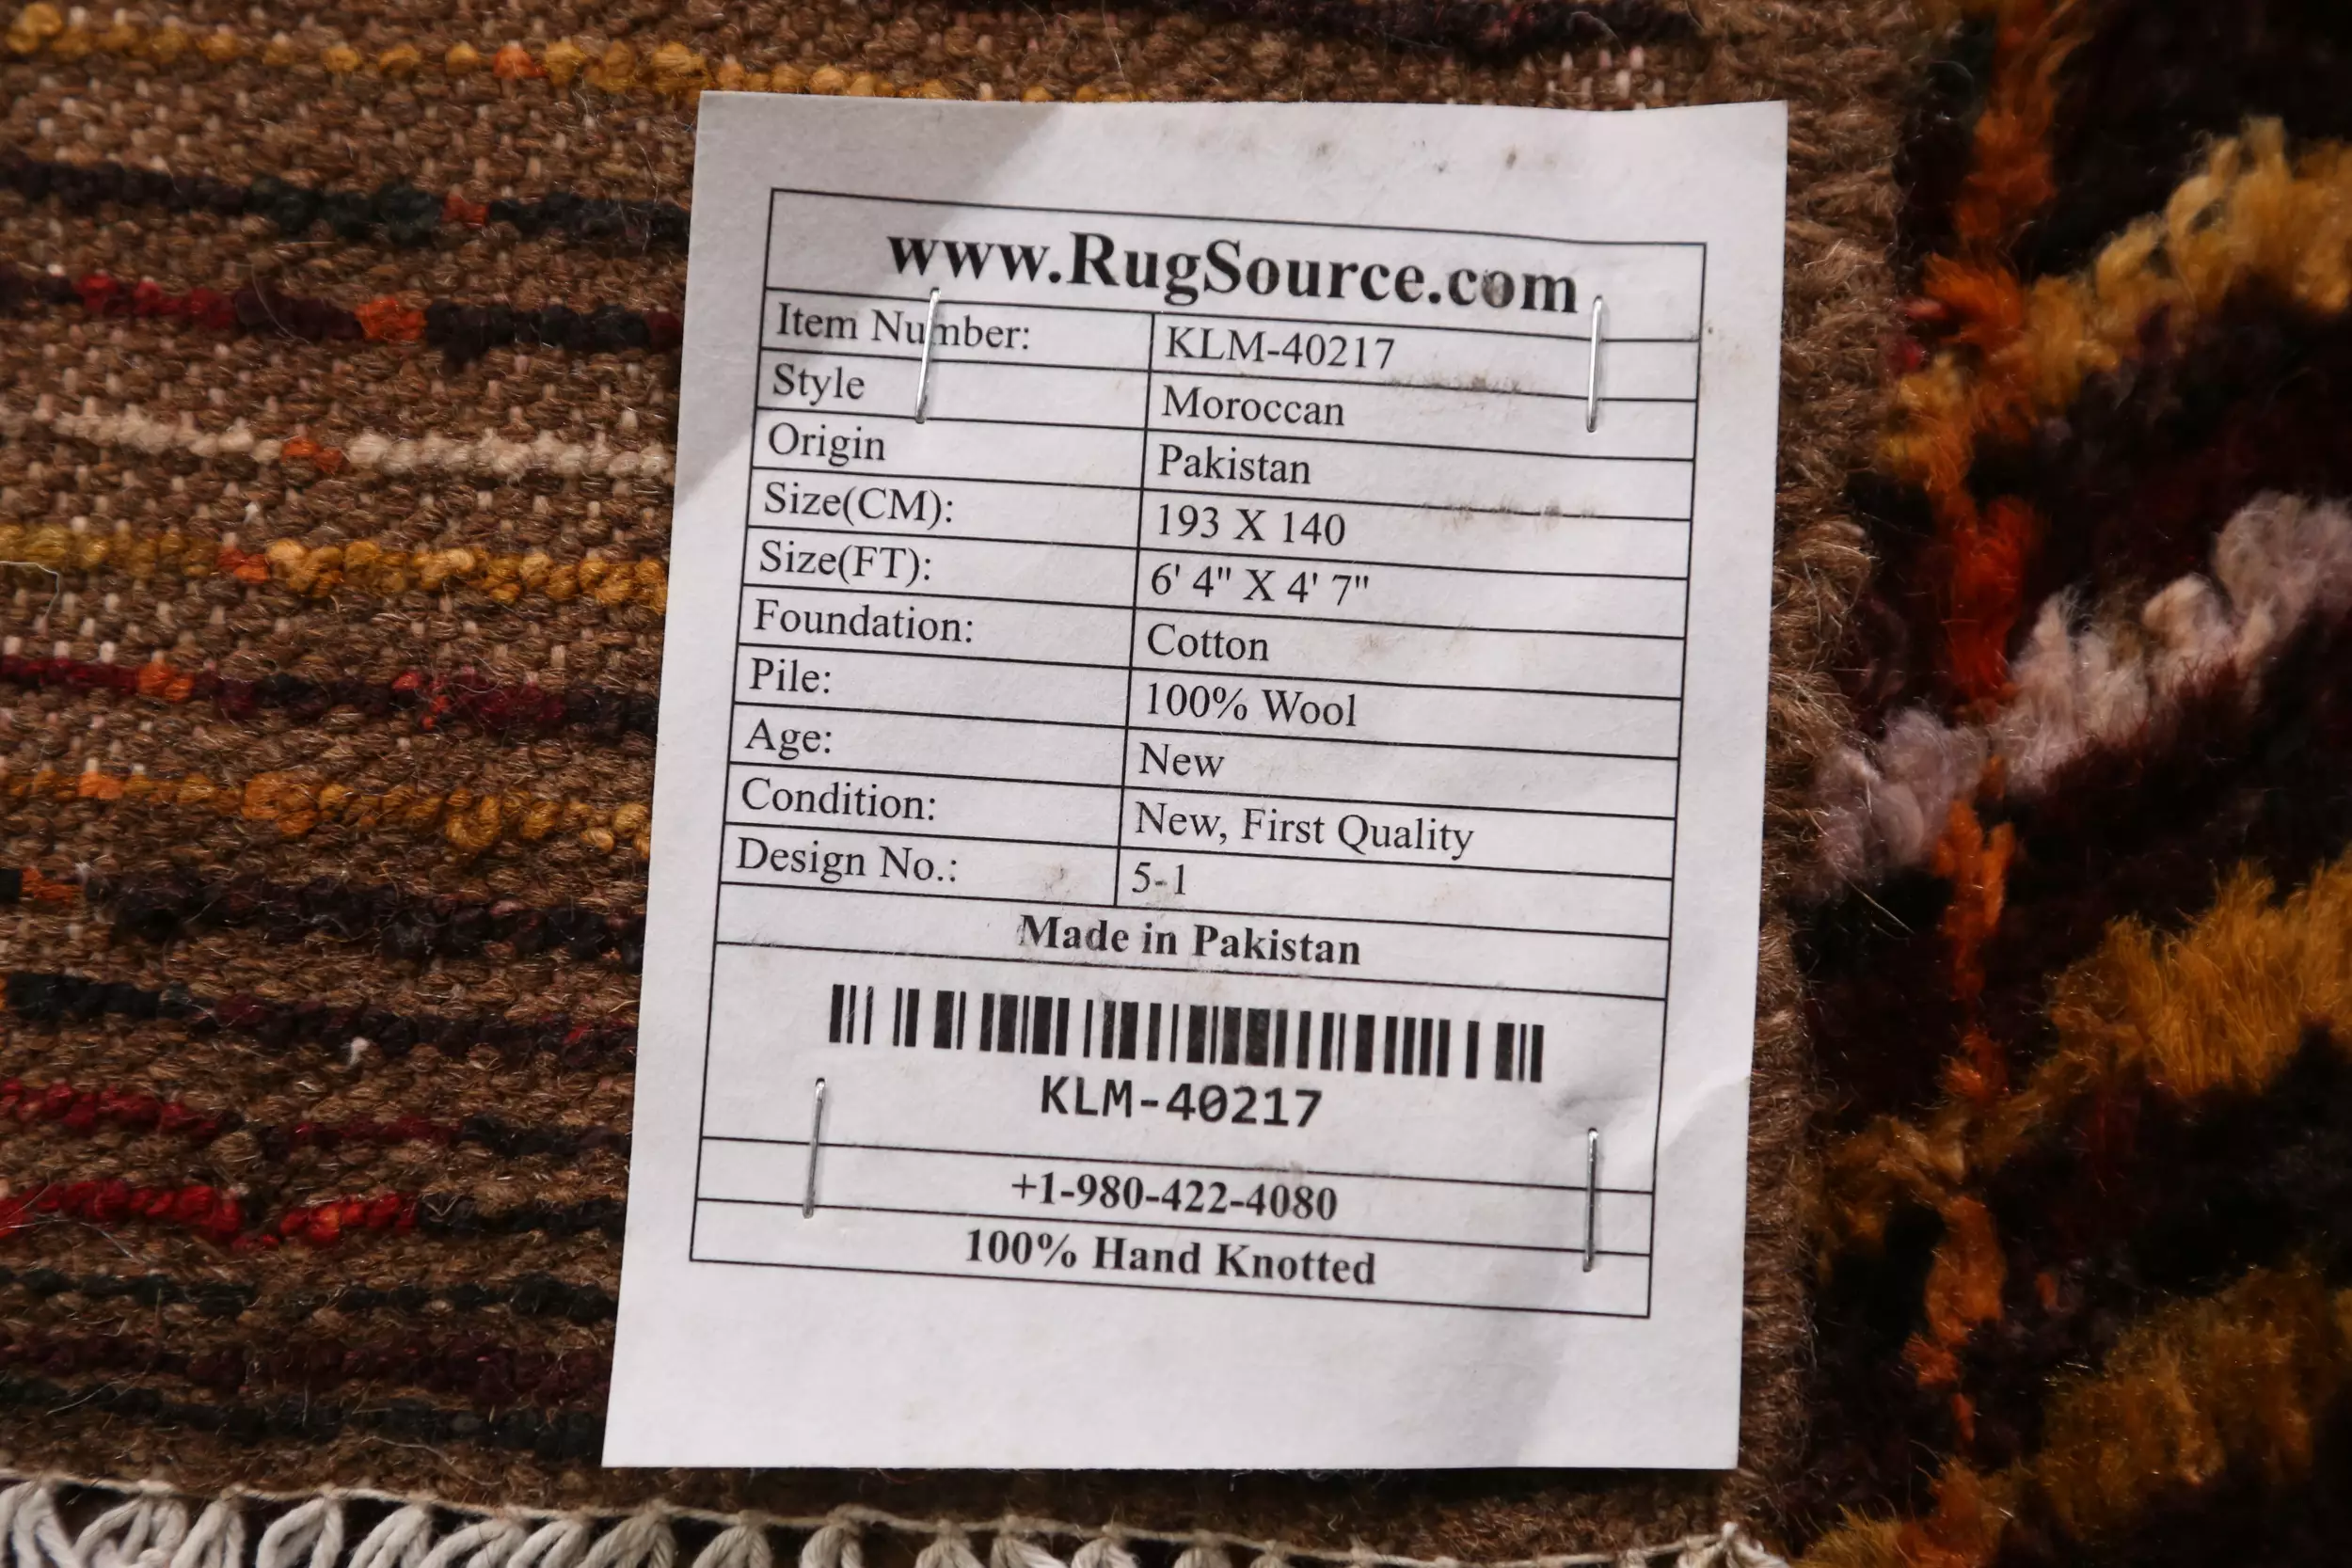 www.RugSource.com
Item Number: KLM-40217
Style Moroccan
Origin Pakistan
Size(CM): 193 X 140
Size(FT): 6' 4" X 4' 7"
Foundation: Cotton
Pile: 100% Wool
Age: New
Condition: New, First Quality
Design No.: 5-1
Made in Pakistan
KLM-40217
+1-980-422-4080
100% Hand Knotted